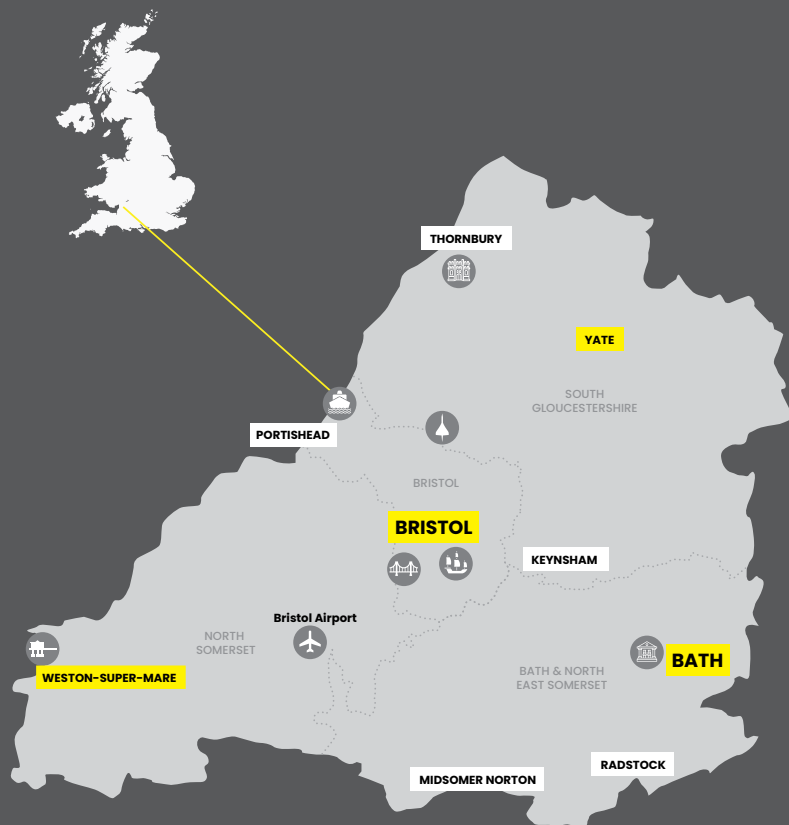 THORNBURY
YATE
SOUTH
GLOUCESTERSHIRE
PORTISHEAD
BRISTOL
BRISTOL
KEYNSHAM
Bristol Airport
NORTH
SOMERSET
BATH
WESTON-SUPER-MARE
BATH & NORTH
EAST SOMERSET
RADSTOCK
MIDSOMER NORTON